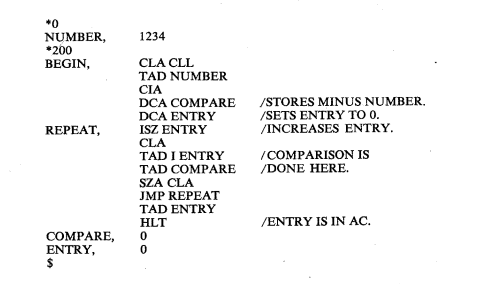 *0
NUMBER, 1234
*200
BEGIN, CLA CLL
TAD NUMBER
CIA
DCA COMPARE /STORES MINUS NUMBER.
DCA ENTRY /SETS ENTRY TO 0.
REPEAT, ISZ ENTRY /INCREASES ENTRY.
CLA
TAD I ENTRY /COMPARISON IS
TAD COMPARE /DONE HERE.
SZA CLA
JMP REPEAT
TAD ENTRY
HLT /ENTRY IS IN AC.
COMPARE, 0
ENTRY, 0
$